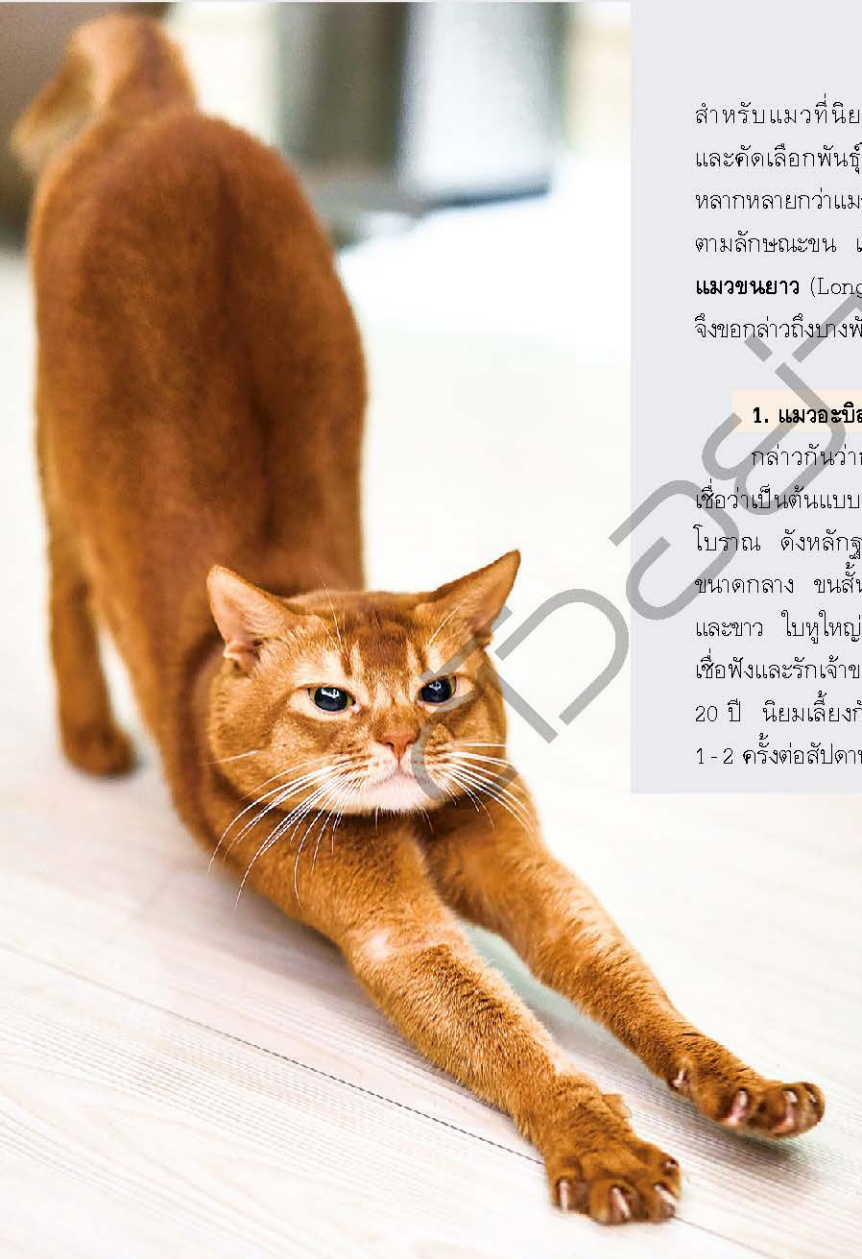 สำหรับแมวที่นิย
และคัดเลือกพันธุ์
หลากหลายกว่าแม
ตามลักษณะขน แ
แมวขนยาว (Long
จึงขอกล่าวถึงบางพั
1. แมวอะบิส
กล่าวกันว่า
เชื่อว่าเป็นต้นแบบ
โบราณ ดังหลักฐ
ขนาดกลาง ขนสั้น
และขาว ใบหูใหญ่
เชื่อฟังและรักเจ้าข
20 ปี นิยมเลี้ยงกั
1 - 2 ครั้งต่อสัปดาห
ตัวอย่าง